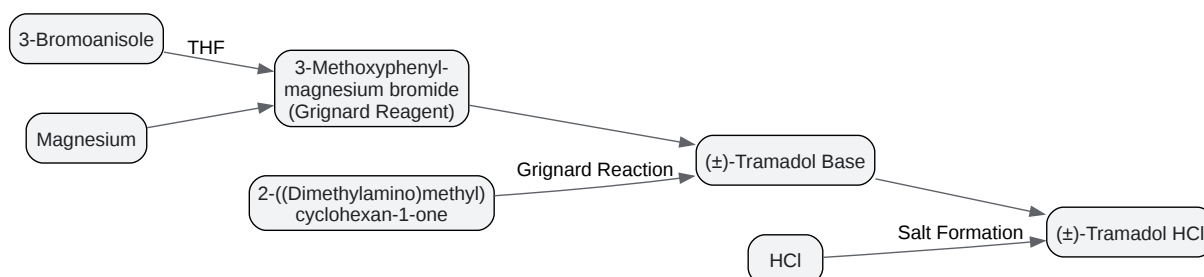 3-Bromoanisole
THF
3-Methoxyphenyl-
magnesium bromide
(Grignard Reagent)
Magnesium
Grignard Reaction
(±)-Tramadol Base
2-((Dimethylamino)methyl)
cyclohexan-1-one
Salt Formation
(±)-Tramadol HCl
HCl